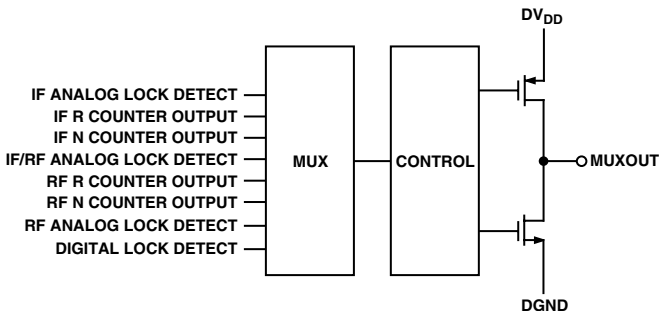 DVDD
IF ANALOG LOCK DETECT
IF R COUNTER OUTPUT
IF N COUNTER OUTPUT
IF/RF ANALOG LOCK DETECT
RF R COUNTER OUTPUT
RF N COUNTER OUTPUT
RF ANALOG LOCK DETECT
DIGITAL LOCK DETECT
MUX
CONTROL
MUXOUT
DGND